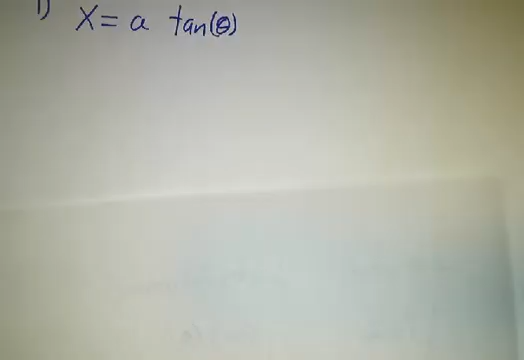 1) x = a tan(θ)